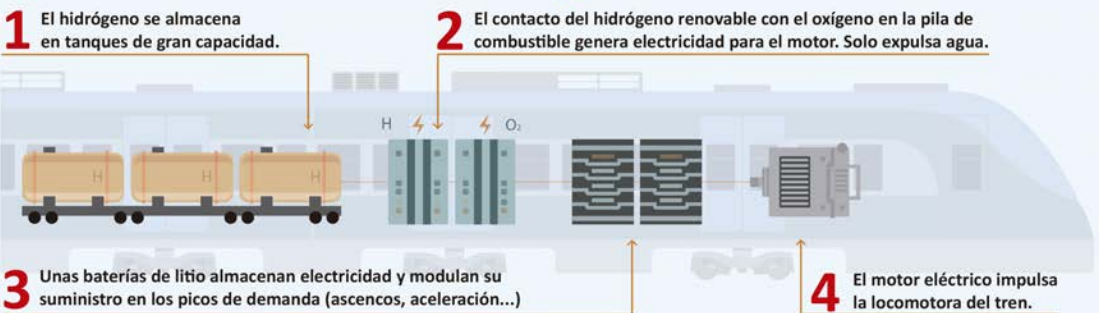 1 El hidrógeno se almacena
en tanques de gran capacidad.
2 El contacto del hidrógeno renovable con el oxígeno en la pila de
combustible genera electricidad para el motor. Solo expulsa agua.
H O₂
H H H
3 Unas baterías de litio almacenan electricidad y modulan su
suministro en los picos de demanda (ascencos, aceleración...)
4 El motor eléctrico impulsa
la locomotora del tren.